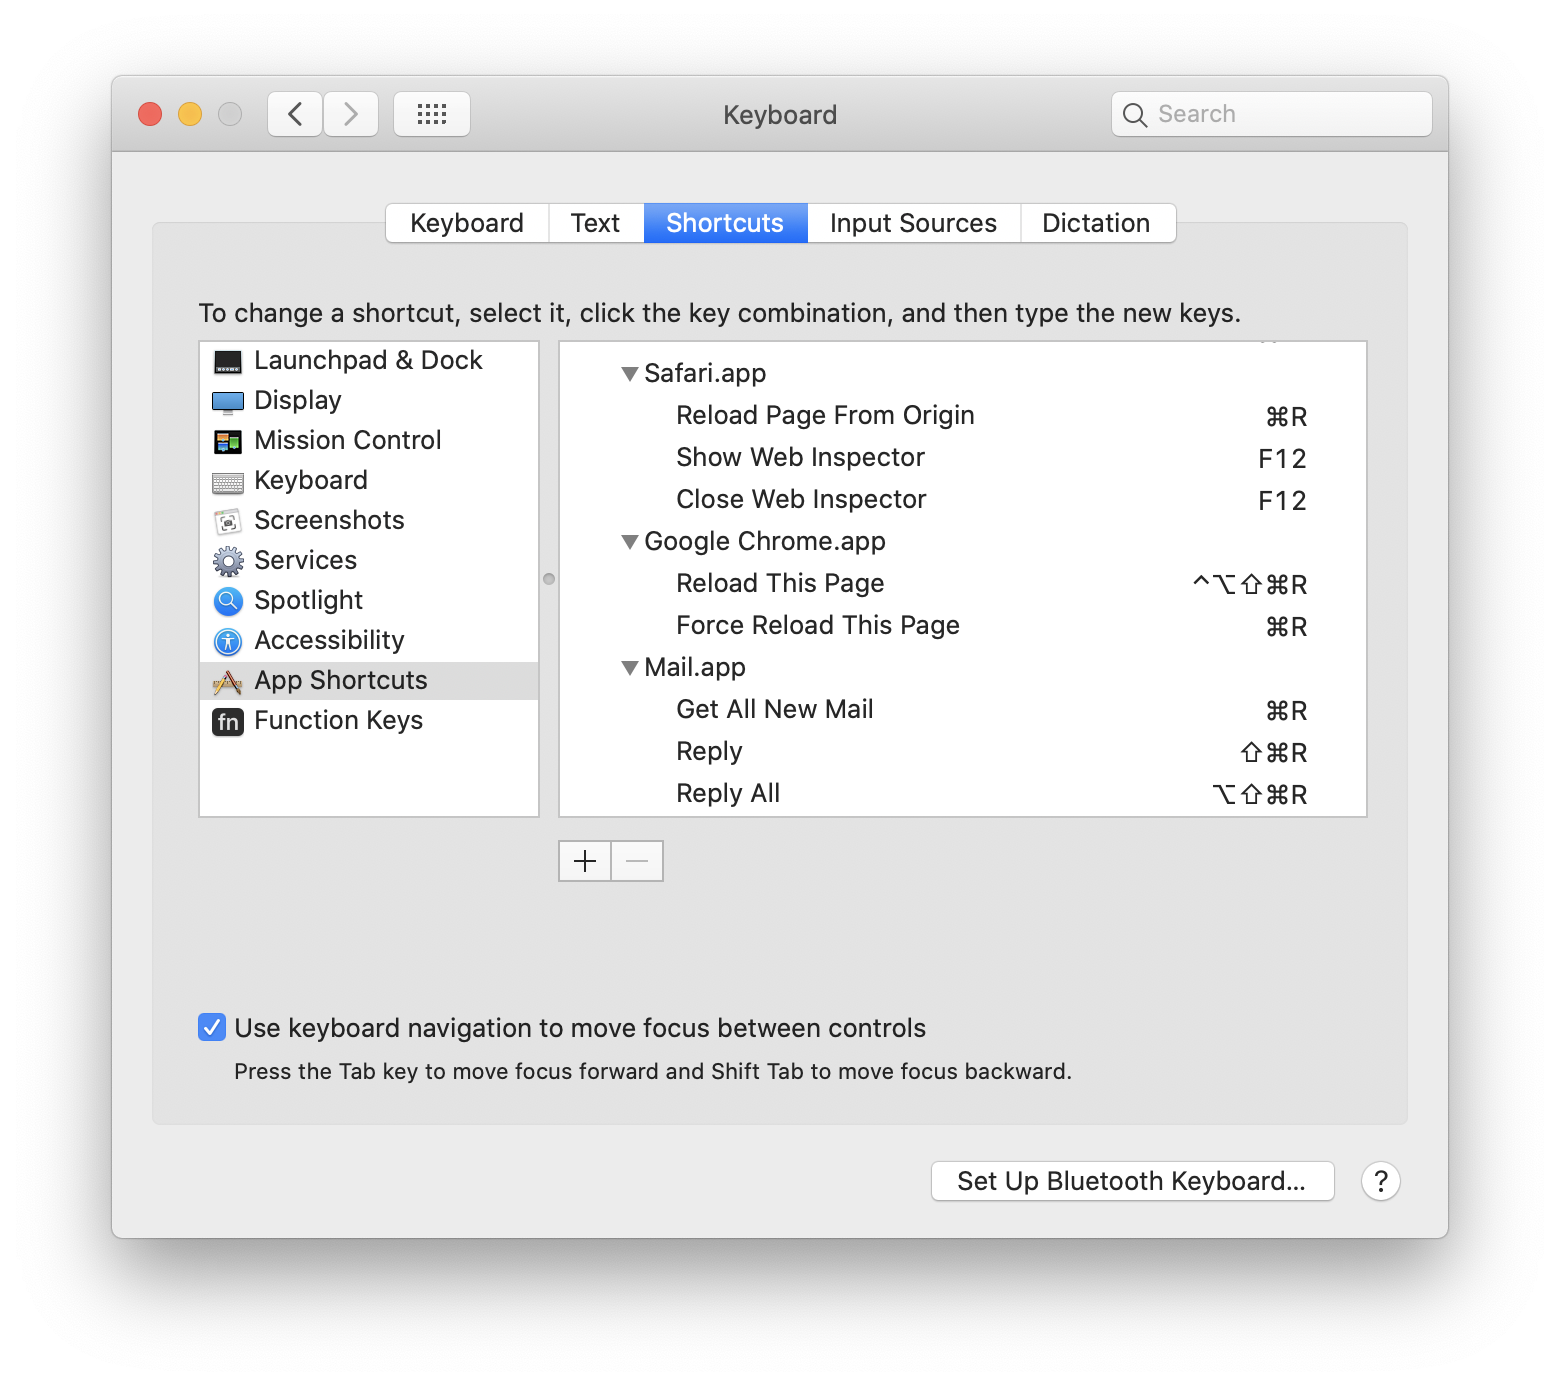 Keyboard
Search
Keyboard
Text
Shortcuts
Input Sources
Dictation
To change a shortcut, select it, click the key combination, and then type the new keys.
Launchpad & Dock
Display
Mission Control
Keyboard
Screenshots
Services
Spotlight
Accessibility
App Shortcuts
fn Function Keys
Safari.app
Reload Page From Origin ⌘R
Show Web Inspector F12
Close Web Inspector F12
Google Chrome.app
Reload This Page ^⌥⇧⌘R
Force Reload This Page ⌘R
Mail.app
Get All New Mail ⌘R
Reply ⇧⌘R
Reply All ⌥⇧⌘R
Use keyboard navigation to move focus between controls
Press the Tab key to move focus forward and Shift Tab to move focus backward.
Set Up Bluetooth Keyboard...
?